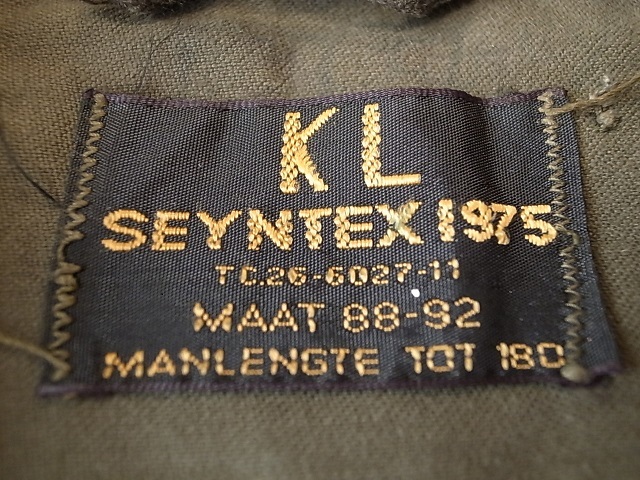 KL
SEYNTEX 1975
TC.26-6027-11
MAAT 88-92
MANLENGTE TOT 180